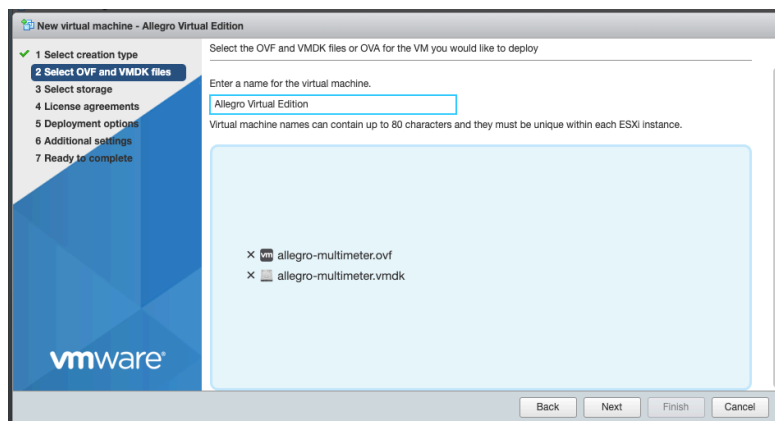 New virtual machine - Allegro Virtual Edition
1 Select creation type
2 Select OVF and VMDK files
3 Select storage
4 License agreements
5 Deployment options
6 Additional settings
7 Ready to complete
vmware®
Select the OVF and VMDK files or OVA for the VM you would like to deploy
Enter a name for the virtual machine.
Allegro Virtual Edition
Virtual machine names can contain up to 80 characters and they must be unique within each ESXi instance.
× vm allegro-multimeter.ovf
× allegro-multimeter.vmdk
Back Next Finish Cancel